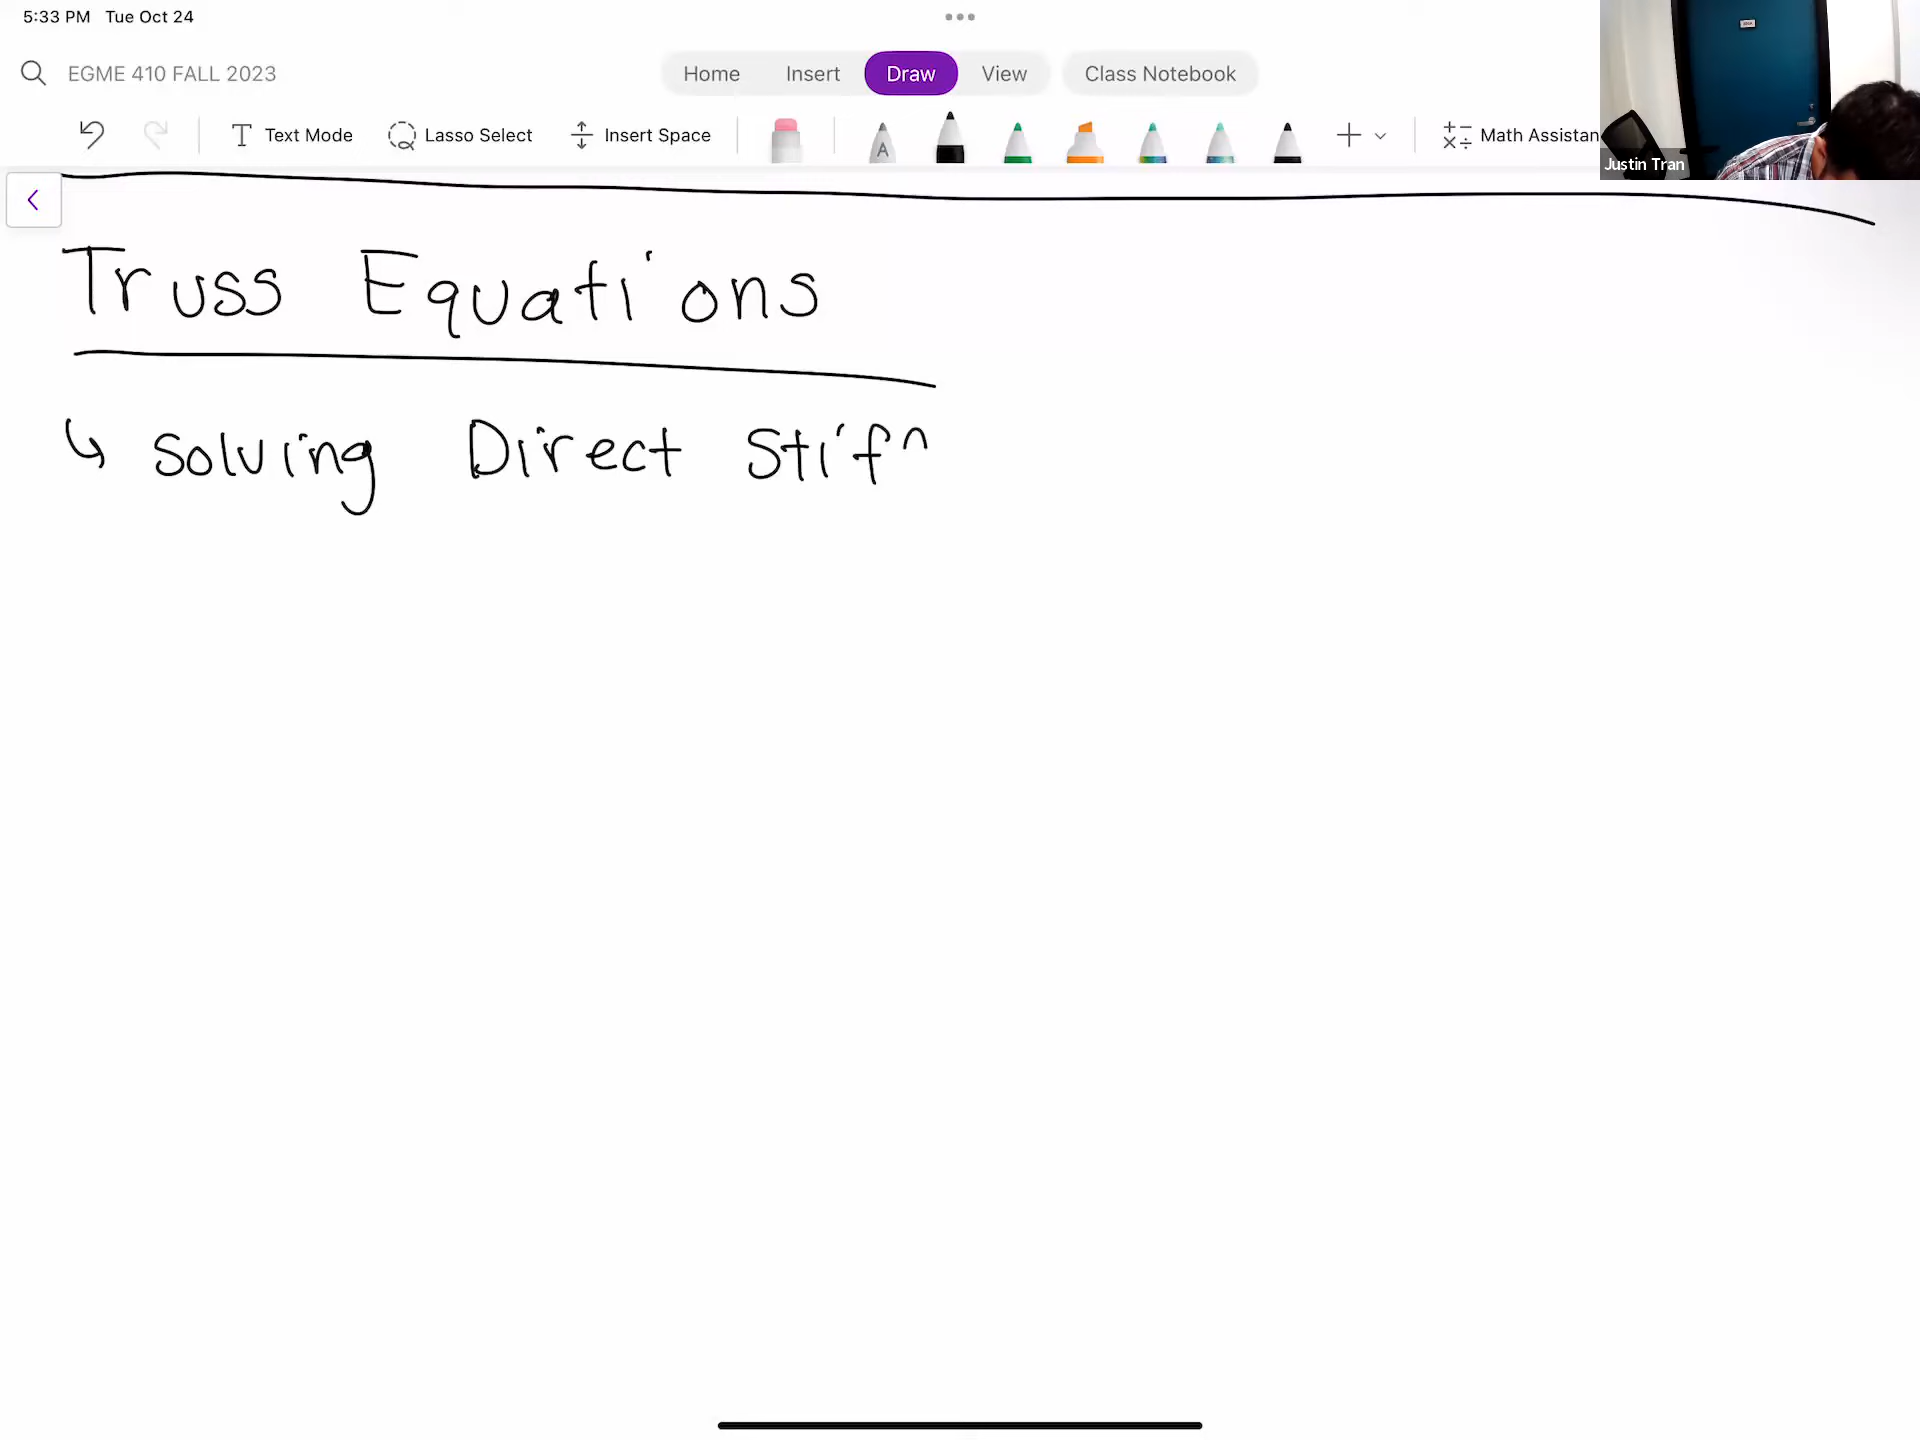 5:33 PM Tue Oct 24
EGME 410 FALL 2023
Home Insert Draw View Class Notebook
Text Mode Lasso Select Insert Space A Math Assistan
Justin Tran
Truss Equations
↳ Solving Direct Stifn